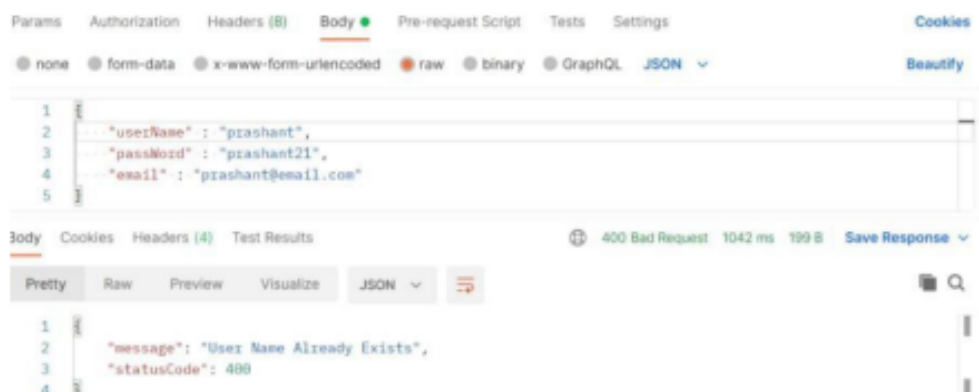 Params Authorization Headers (8) Body Pre-request Script Tests Settings Cookies
none form-data x-www-form-urlencoded raw binary GraphQL JSON Beautify
1 {
2 "userName" : "prashant",
3 "passWord" : "prashant21",
4 "email" : "prashant@email.com"
5 }
Body Cookies Headers (4) Test Results 400 Bad Request 1042 ms 199 B Save Response
Pretty Raw Preview Visualize JSON
1 {
2 "message": "User Name Already Exists",
3 "statusCode": 400
4 }